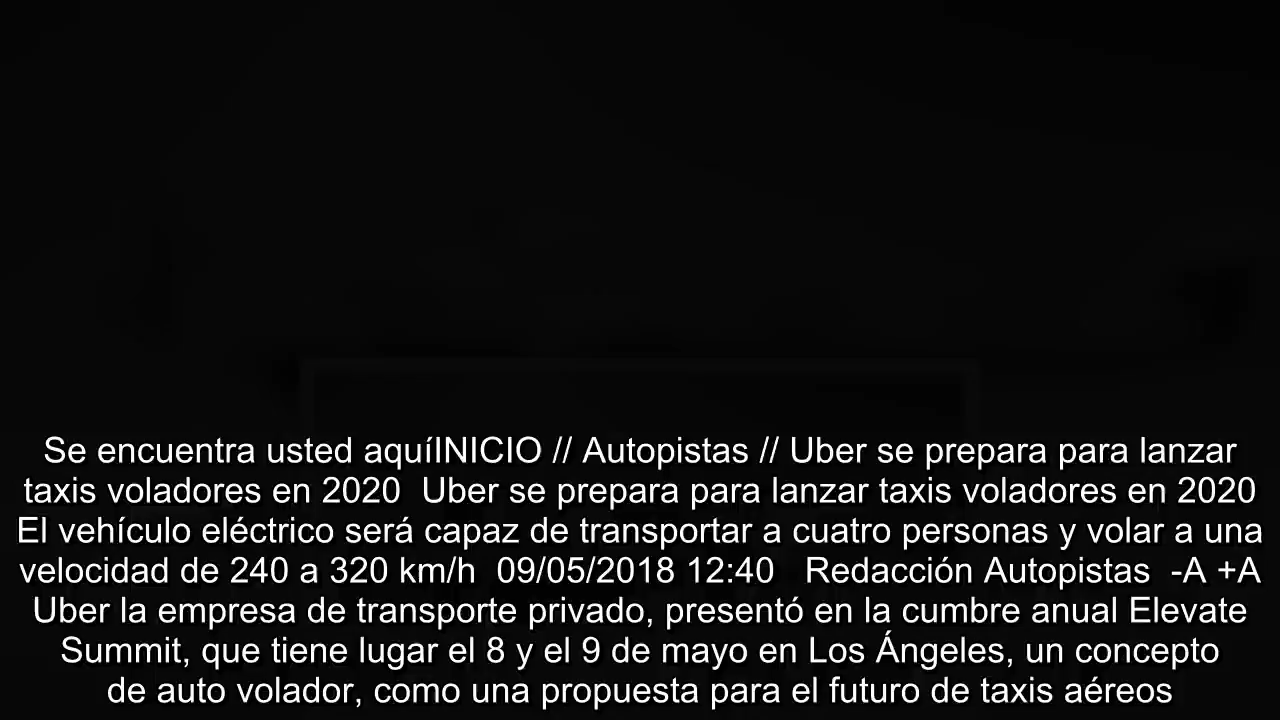 Se encuentra usted aquíINICIO // Autopistas // Uber se prepara para lanzar
taxis voladores en 2020  Uber se prepara para lanzar taxis voladores en 2020
El vehículo eléctrico será capaz de transportar a cuatro personas y volar a una
velocidad de 240 a 320 km/h  09/05/2018 12:40   Redacción Autopistas  -A +A
Uber la empresa de transporte privado, presentó en la cumbre anual Elevate
Summit, que tiene lugar el 8 y el 9 de mayo en Los Ángeles, un concepto
de auto volador, como una propuesta para el futuro de taxis aéreos